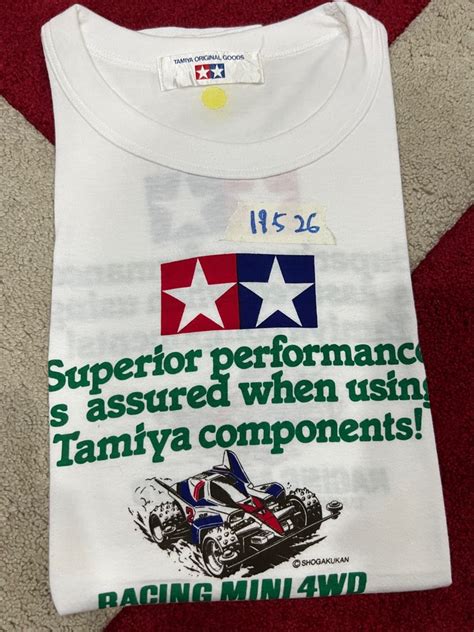 TAMIYA ORIGINAL GOODS
19526
Superior performance
s assured when using
Tamiya components!
©SHOGAKUKAN
RACING MINI 4WD